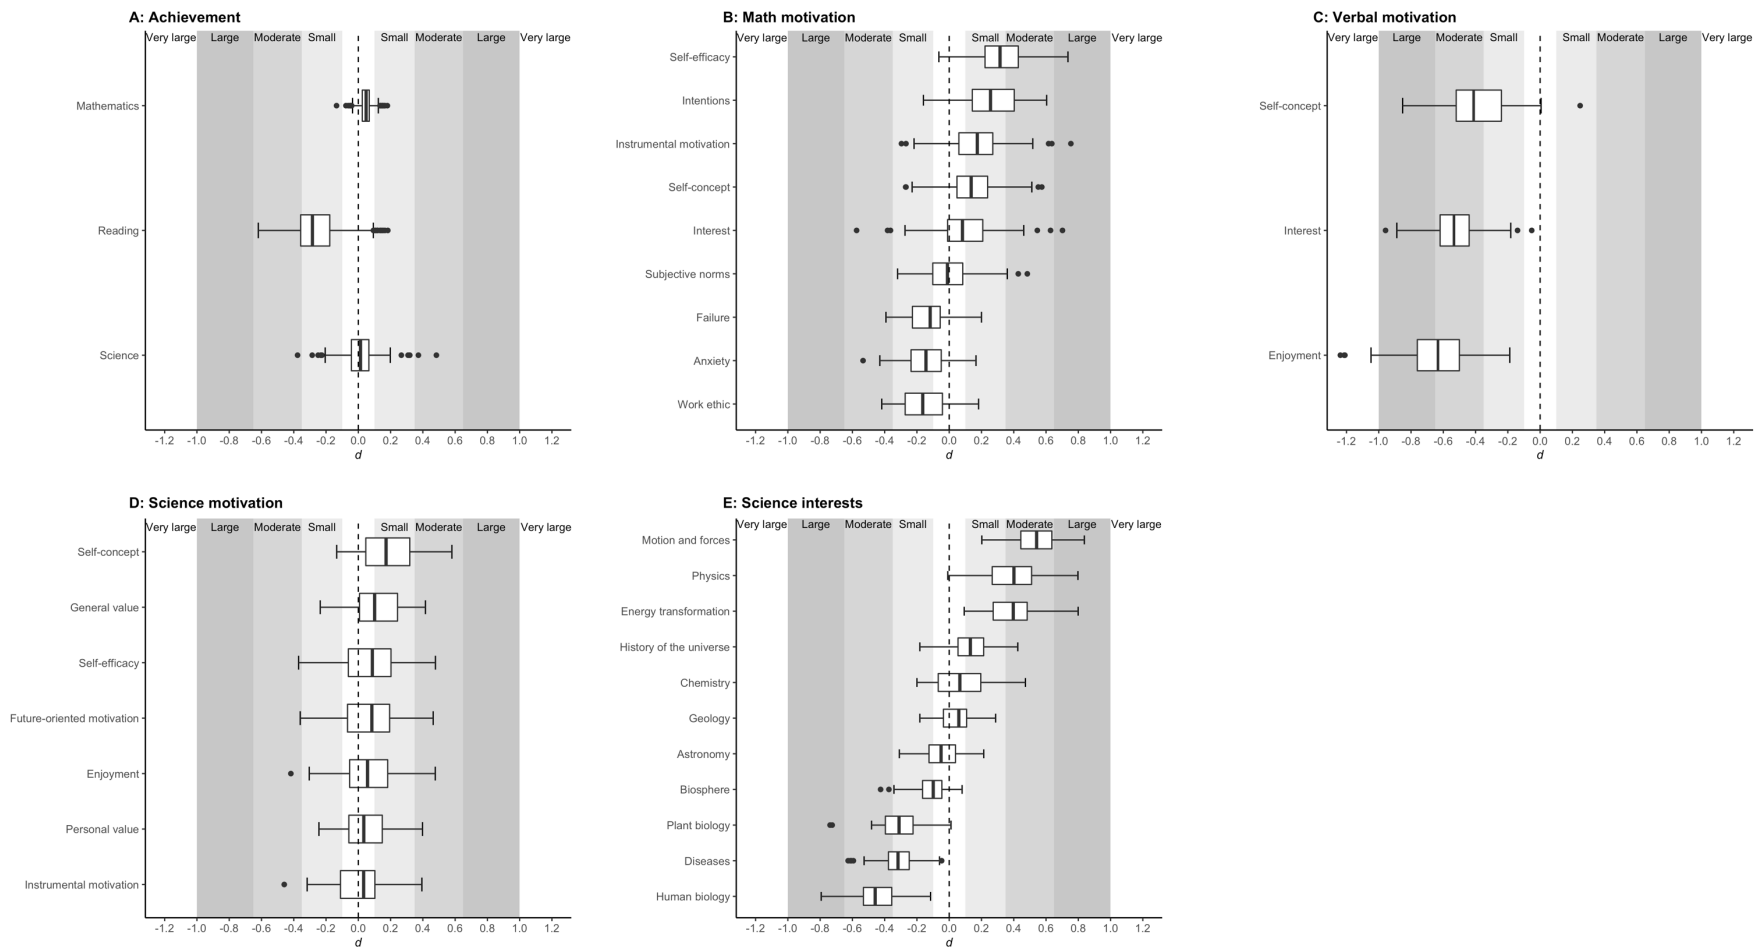 A: Achievement
Very large Large Moderate Small Small Moderate Large Very large
Mathematics
Reading
Science
-1.2 -1.0 -0.8 -0.6 -0.4 -0.2 0.0 0.2 0.4 0.6 0.8 1.0 1.2
d
B: Math motivation
Very large Large Moderate Small Small Moderate Large Very large
Self-efficacy
Intentions
Instrumental motivation
Self-concept
Interest
Subjective norms
Failure
Anxiety
Work ethic
-1.2 -1.0 -0.8 -0.6 -0.4 -0.2 0.0 0.2 0.4 0.6 0.8 1.0 1.2
d
C: Verbal motivation
Very large Large Moderate Small Small Moderate Large Very large
Self-concept
Interest
Enjoyment
-1.2 -1.0 -0.8 -0.6 -0.4 -0.2 0.0 0.2 0.4 0.6 0.8 1.0 1.2
d
D: Science motivation
Very large Large Moderate Small Small Moderate Large Very large
Self-concept
General value
Self-efficacy
Future-oriented motivation
Enjoyment
Personal value
Instrumental motivation
-1.2 -1.0 -0.8 -0.6 -0.4 -0.2 0.0 0.2 0.4 0.6 0.8 1.0 1.2
d
E: Science interests
Very large Large Moderate Small Small Moderate Large Very large
Motion and forces
Physics
Energy transformation
History of the universe
Chemistry
Geology
Astronomy
Biosphere
Plant biology
Diseases
Human biology
-1.2 -1.0 -0.8 -0.6 -0.4 -0.2 0.0 0.2 0.4 0.6 0.8 1.0 1.2
d